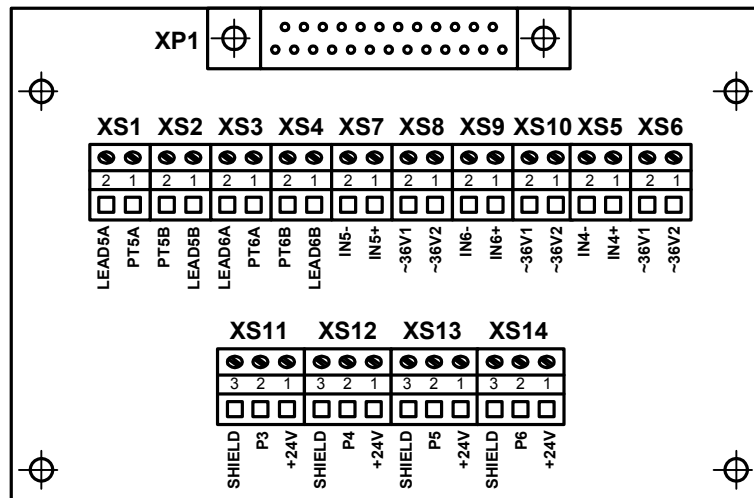 XP1
XS1 XS2 XS3 XS4 XS7 XS8 XS9 XS10 XS5 XS6
2 1 2 1 2 1 2 1 2 1 2 1 2 1 2 1 2 1 2 1
LEAD5A PT5A PT5B LEAD5B LEAD6A PT6A PT6B LEAD6B IN5- IN5+ ~36V1 ~36V2 IN6- IN6+ ~36V1 ~36V2 IN4- IN4+ ~36V1 ~36V2
XS11 XS12 XS13 XS14
3 2 1 3 2 1 3 2 1 3 2 1
SHIELD P3 +24V SHIELD P4 +24V SHIELD P5 +24V SHIELD P6 +24V